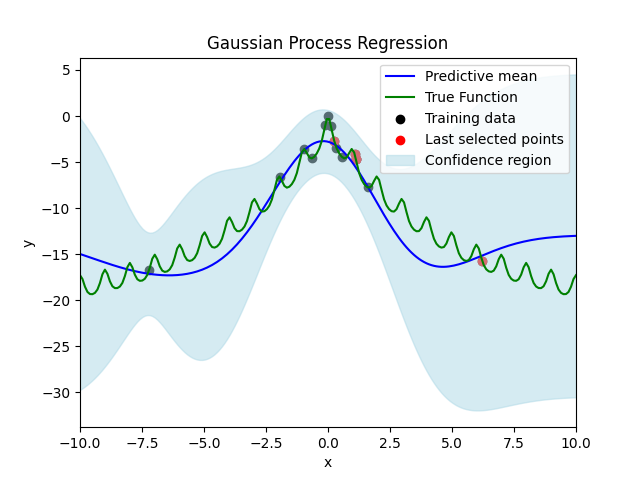 Gaussian Process Regression
Predictive mean
True Function
Training data
Last selected points
Confidence region
5
0
−5
−10
−15
−20
−25
−30
y
−10.0
−7.5
−5.0
−2.5
0.0
2.5
5.0
7.5
10.0
x